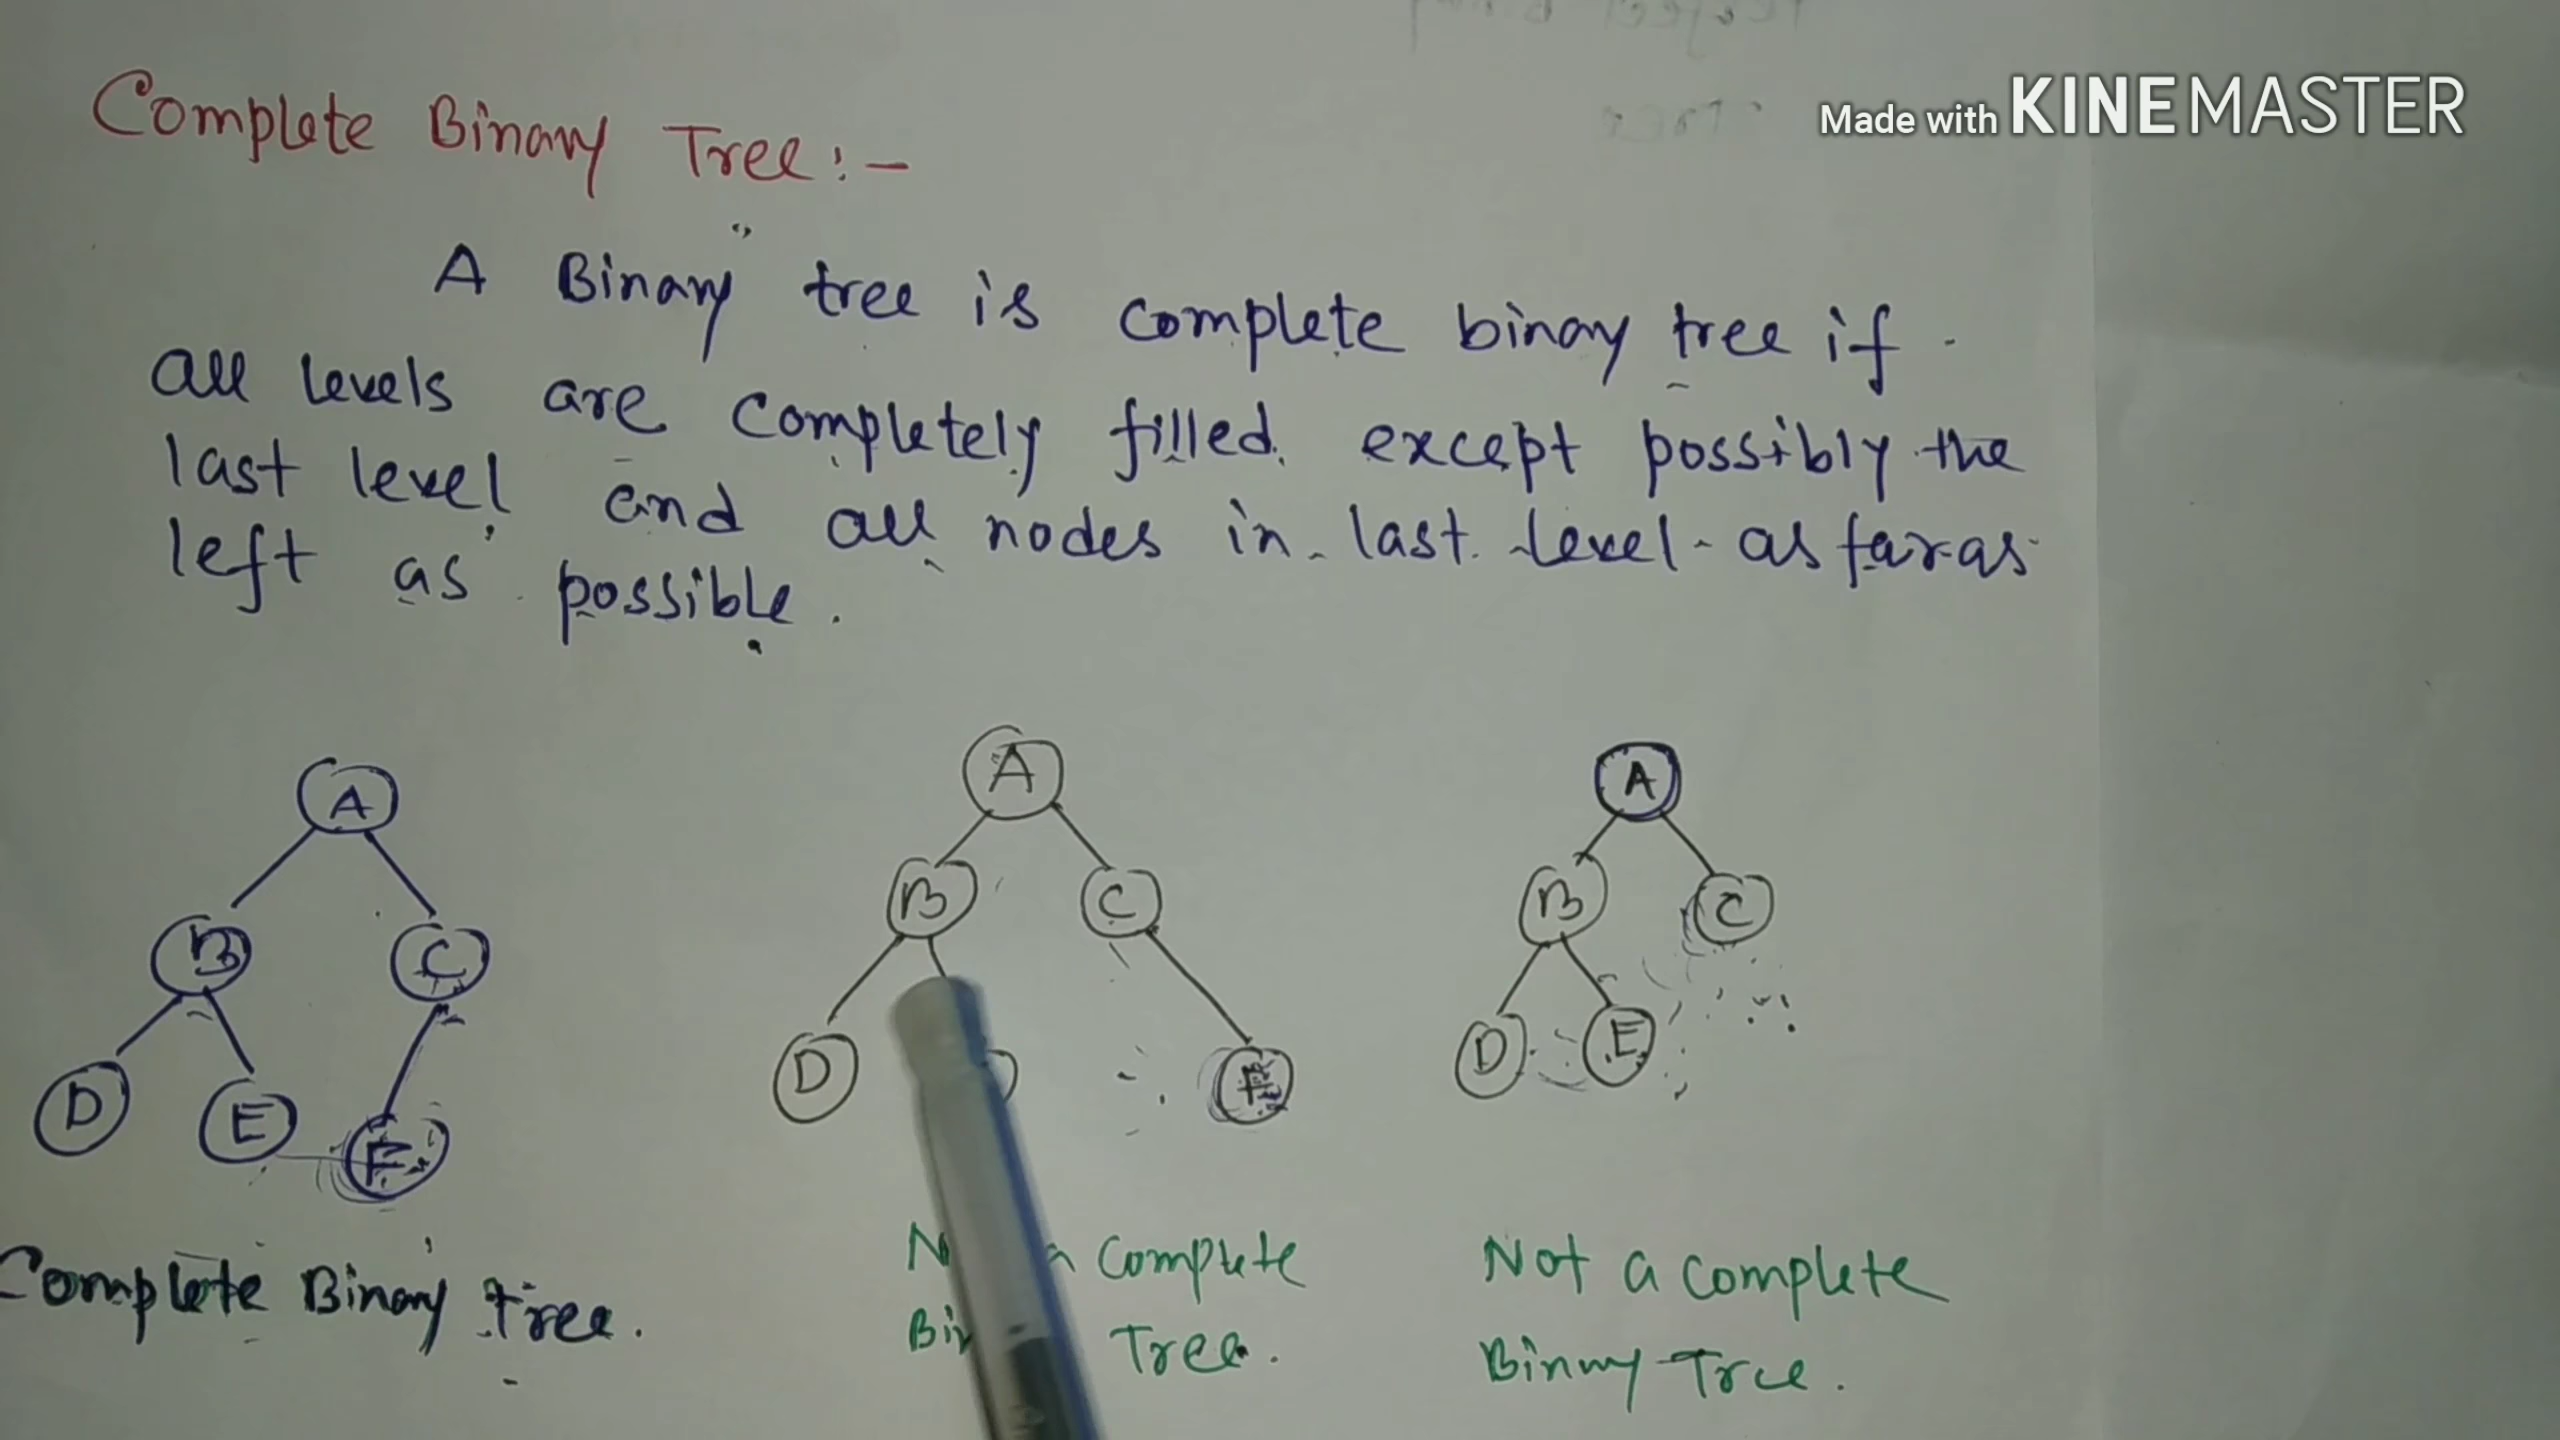 Complete Binary Tree:-
Made with KINEMASTER
A Binary tree is complete binary tree if
all levels are completely filled except possibly the
last level and all nodes in last level as far as
left as possible.
A
B C
D E F
Complete Binary Tree.
A
B C
D F
a complete
Tree.
A
B C
D E
Not a complete
Binary Tree.